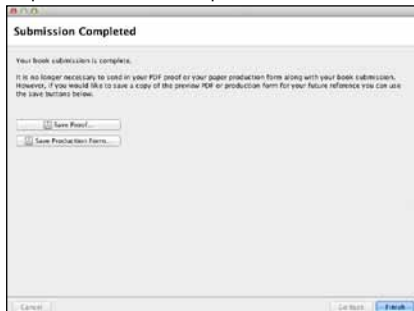 Submission Completed
Your book submission is complete.
It is no longer necessary to send in your PDF proof or your paper production form along with your book submission.
However, if you would like to save a copy of the preview PDF or production form for your future reference you can use
the save buttons below.
Save Proof...
Save Production Form...
Cancel
Go Back
Finish